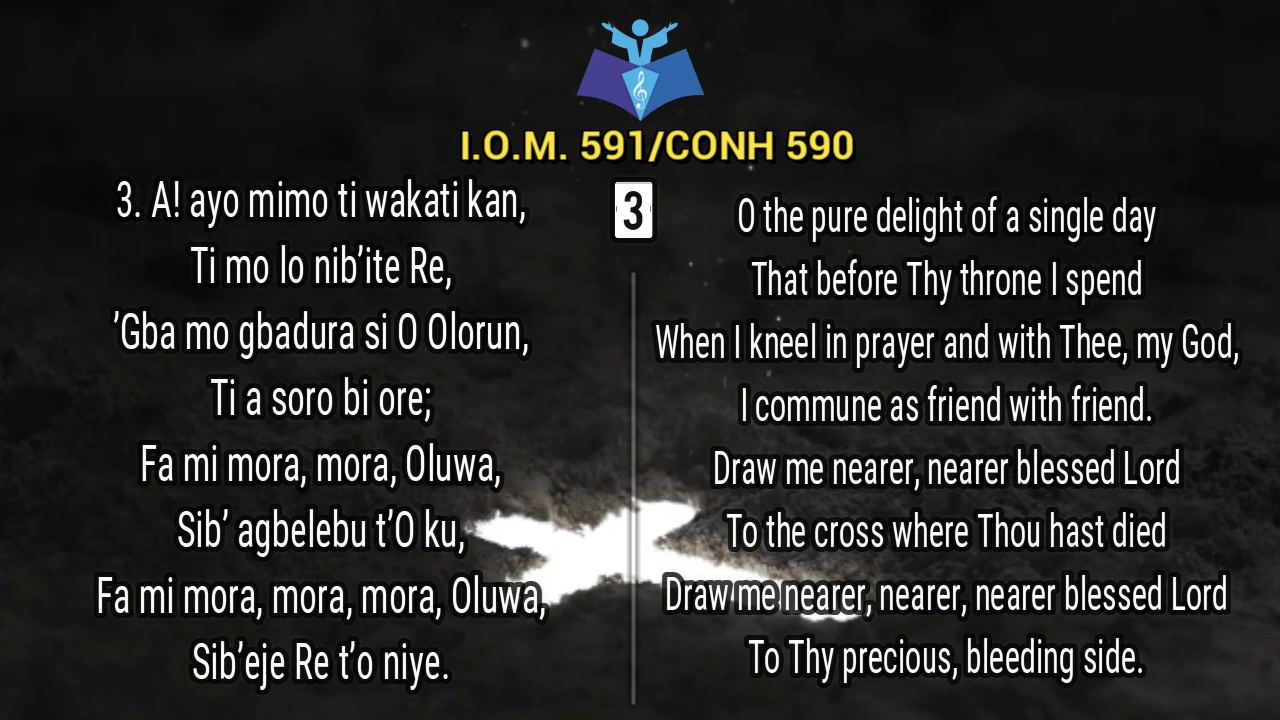 I.O.M. 591/CONH 590
3. A! ayo mimo ti wakati kan,
Ti mo lo nib’ite Re,
’Gba mo gbadura si O Olorun,
Ti a soro bi ore;
Fa mi mora, mora, Oluwa,
Sib’ agbelebu t’O ku,
Fa mi mora, mora, mora, Oluwa,
Sib’eje Re t’o niye.
3
O the pure delight of a single day
That before Thy throne I spend
When I kneel in prayer and with Thee, my God,
I commune as friend with friend.
Draw me nearer, nearer blessed Lord
To the cross where Thou hast died
Draw me nearer, nearer, nearer blessed Lord
To Thy precious, bleeding side.